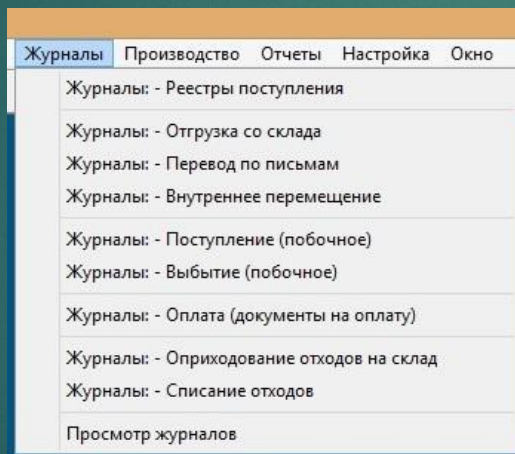 Журналы Производство Отчеты Настройка Окно
Журналы: - Реестры поступления
Журналы: - Отгрузка со склада
Журналы: - Перевод по письмам
Журналы: - Внутреннее перемещение
Журналы: - Поступление (побочное)
Журналы: - Выбытие (побочное)
Журналы: - Оплата (документы на оплату)
Журналы: - Оприходование отходов на склад
Журналы: - Списание отходов
Просмотр журналов